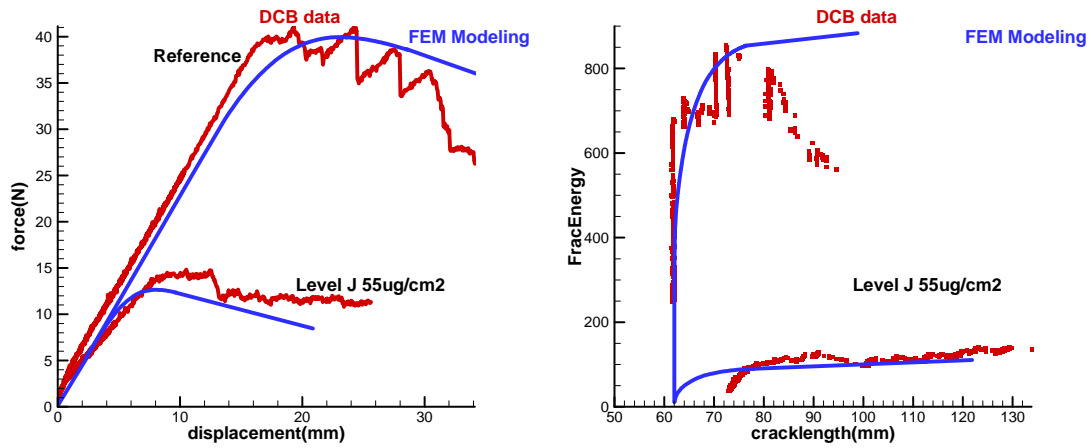 DCB data
FEM Modeling
Reference
Level J 55ug/cm2
force(N)
40
35
30
25
20
15
10
5
0
0 10 20 30
displacement(mm)
DCB data
FEM Modeling
Level J 55ug/cm2
FracEnergy
800
600
400
200
0
50 60 70 80 90 100 110 120 130
cracklength(mm)